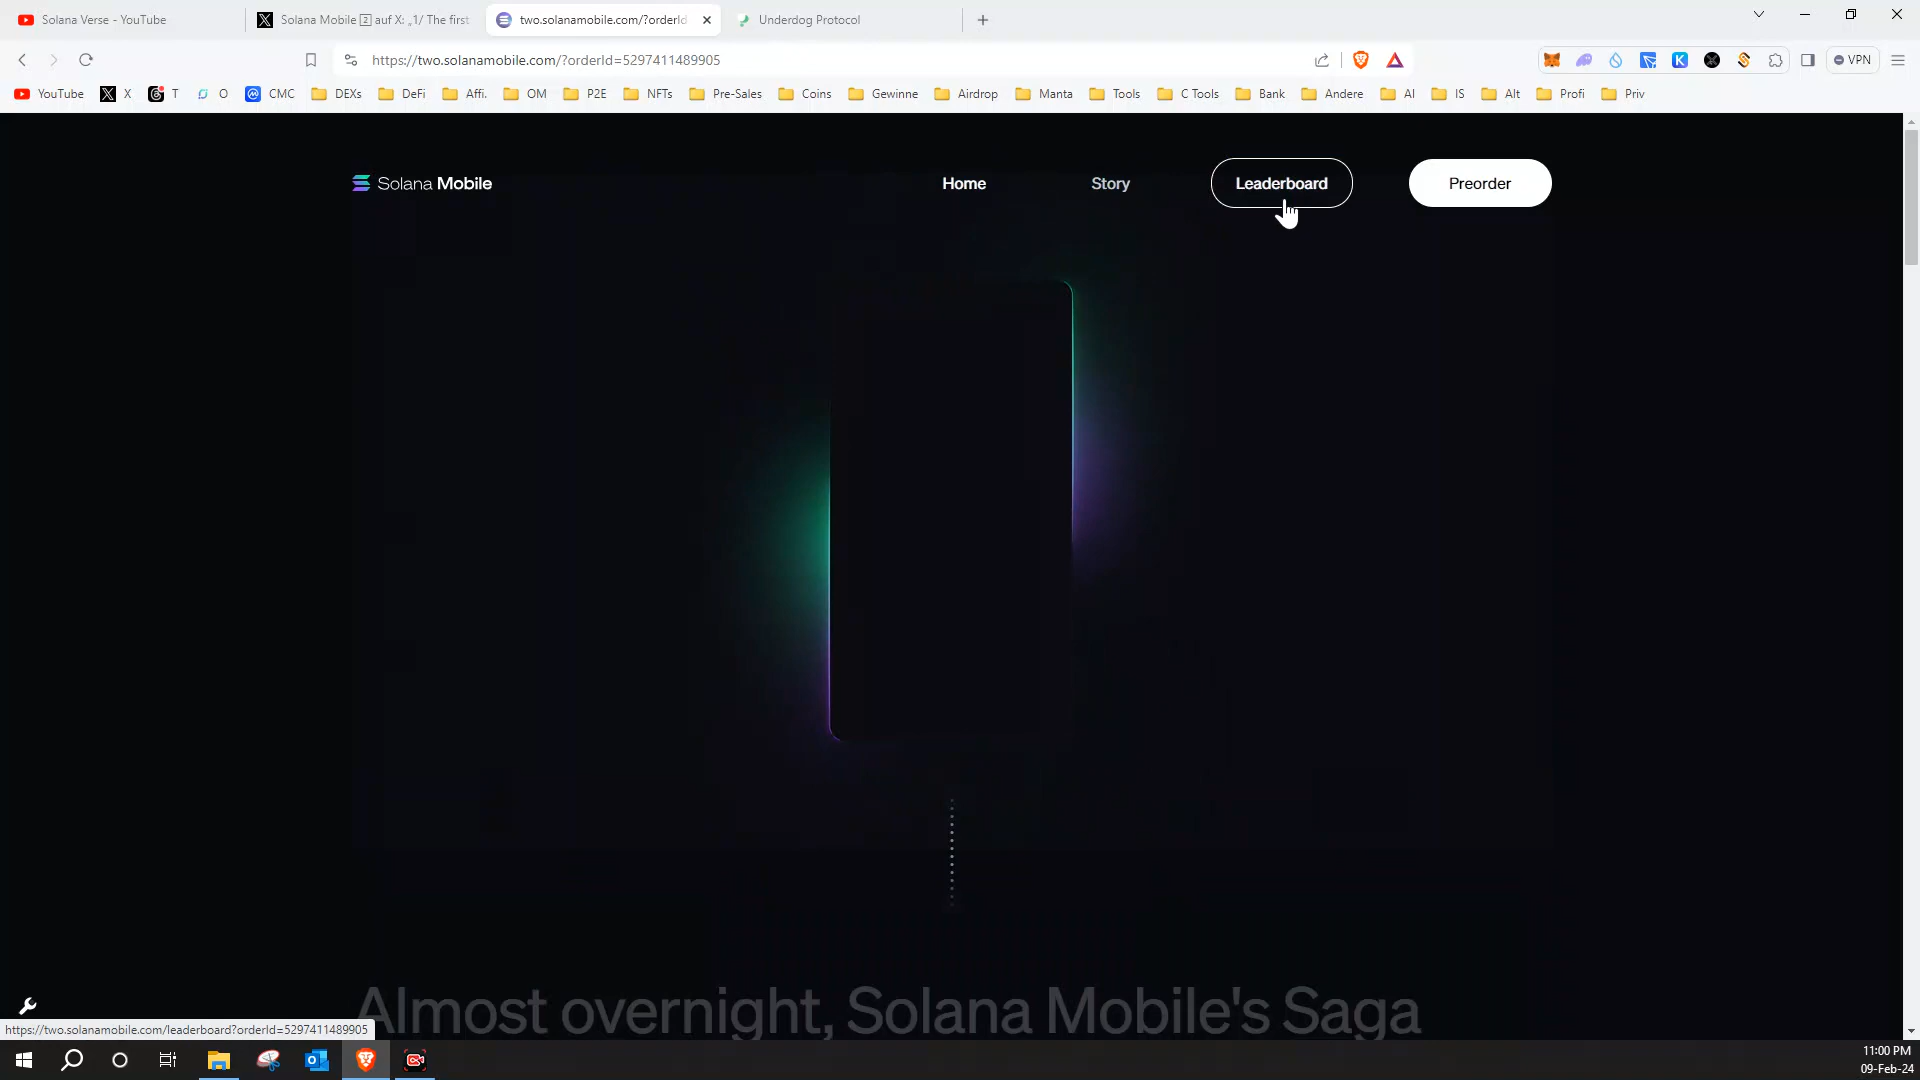 Solana Verse - YouTube
Solana Mobile 2 auf X: „1/ The first
two.solanamobile.com/?orderId
Underdog Protocol
https://two.solanamobile.com/?orderId=5297411489905
VPN
YouTube
X
T
O
CMC
DEXs
DeFi
Affi.
OM
P2E
NFTs
Pre-Sales
Coins
Gewinne
Airdrop
Manta
Tools
C Tools
Bank
Andere
AI
IS
Alt
Profi
Priv
Solana Mobile
Home
Story
Leaderboard
Preorder
Almost overnight, Solana Mobile's Saga
https://two.solanamobile.com/leaderboard?orderId=5297411489905
11:00 PM
09-Feb-24